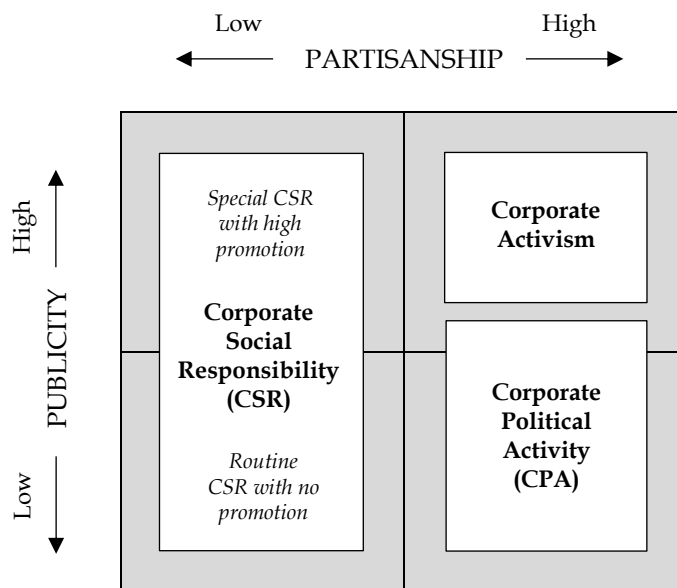 Low
High
PARTISANSHIP
High
PUBLICITY
Low
Special CSR
with high
promotion
Corporate
Social
Responsibility
(CSR)
Routine
CSR with no
promotion
Corporate
Activism
Corporate
Political
Activity
(CPA)